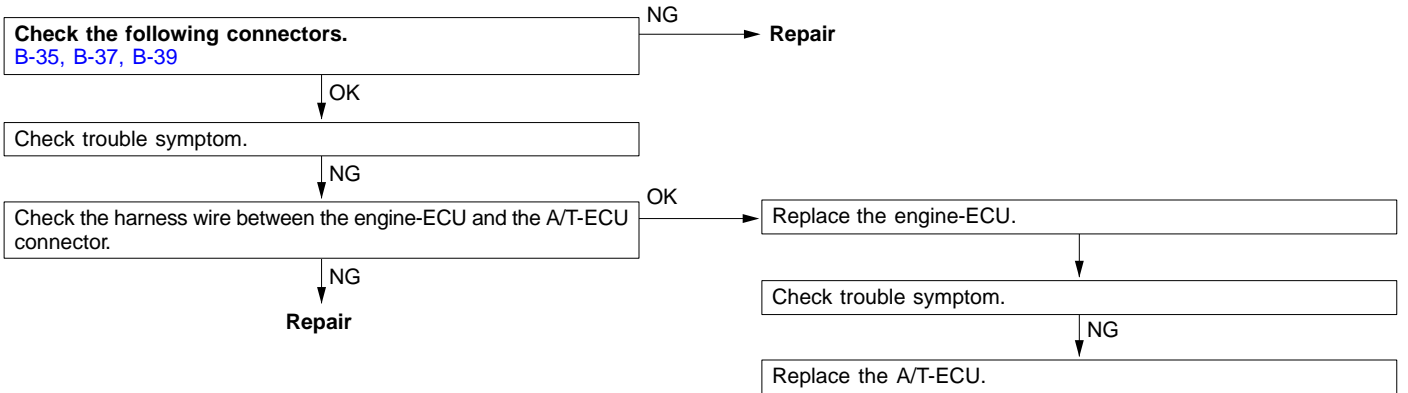 Check the following connectors.
B-35, B-37, B-39
NG
Repair
OK
Check trouble symptom.
NG
Check the harness wire between the engine-ECU and the A/T-ECU
connector.
OK
Replace the engine-ECU.
NG
Repair
Check trouble symptom.
NG
Replace the A/T-ECU.